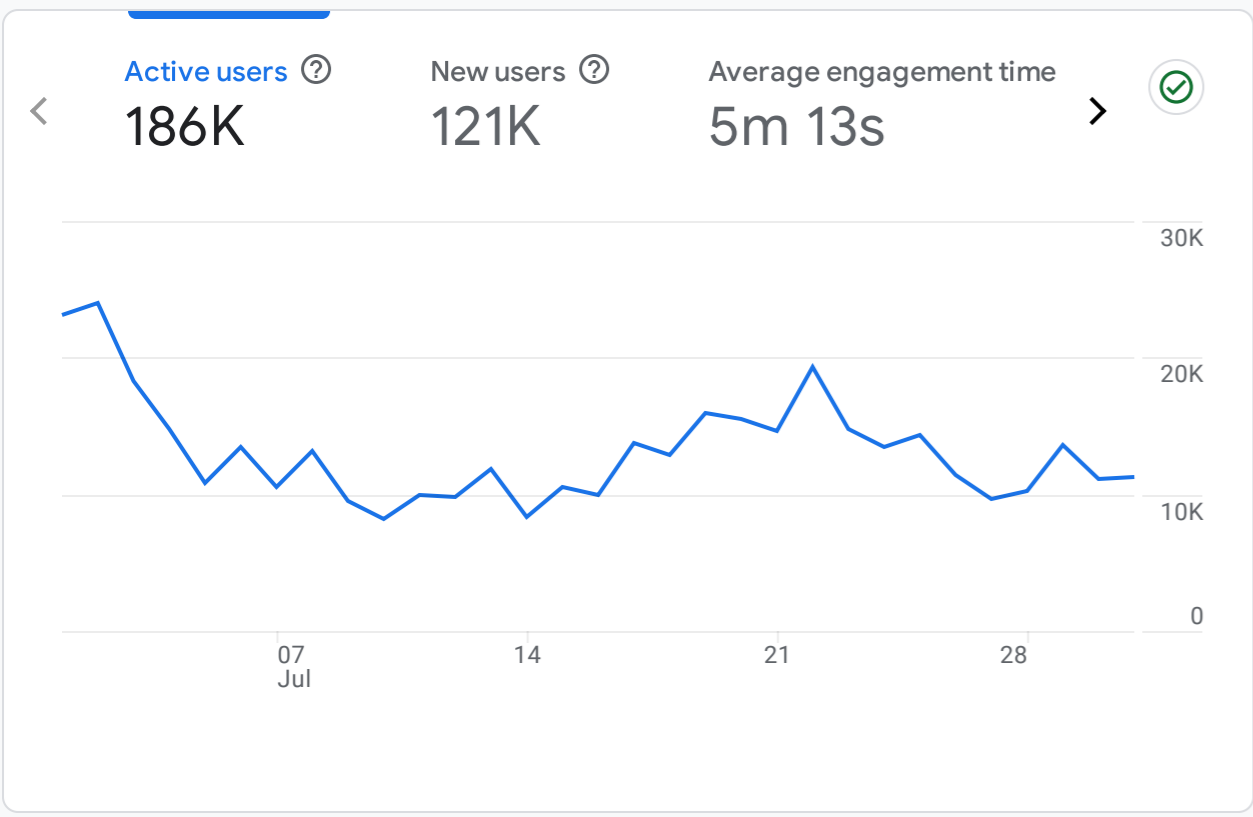 Active users New users Average engagement time
186K 121K 5m 13s
30K
20K
10K
0
07 14 21 28
Jul